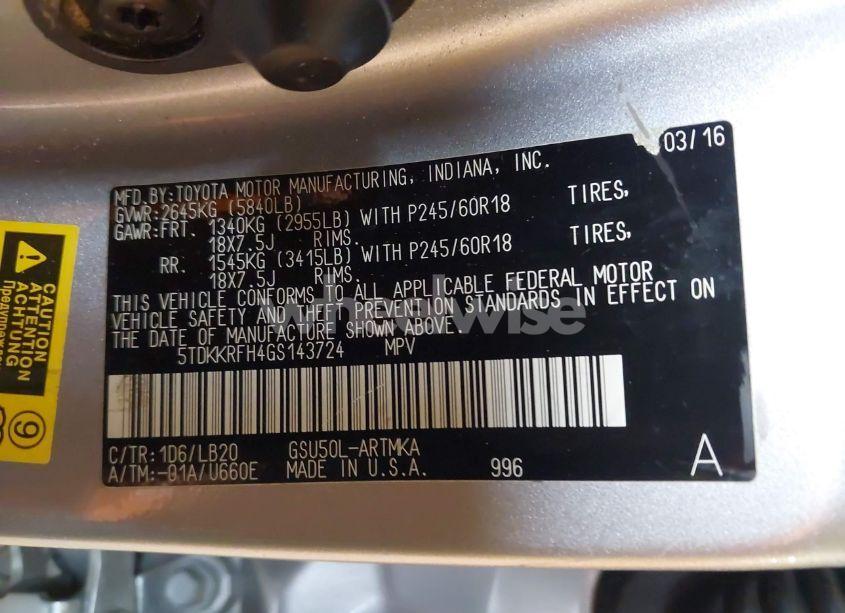 03/16
MFD.BY:TOYOTA MOTOR MANUFACTURING, INDIANA, INC.
GVWR:2645KG (5840LB)
GAWR:FRT. 1340KG (2955LB) WITH P245/60R18 TIRES,
18X7.5J RIMS.
RR. 1545KG (3415LB) WITH P245/60R18 TIRES,
18X7.5J RIMS.
THIS VEHICLE CONFORMS TO ALL APPLICABLE FEDERAL MOTOR
VEHICLE SAFETY AND THEFT PREVENTION STANDARDS IN EFFECT ON
THE DATE OF MANUFACTURE SHOWN ABOVE.
5TDKKRFH4GS143724 MPV
C/TR:1D6/LB20 GSU50L-ARTMKA
A/TM:-01A/U660E MADE IN U.S.A. 996 A
wheelwise
CAUTION
ATTENTION
ACHTUNG
9